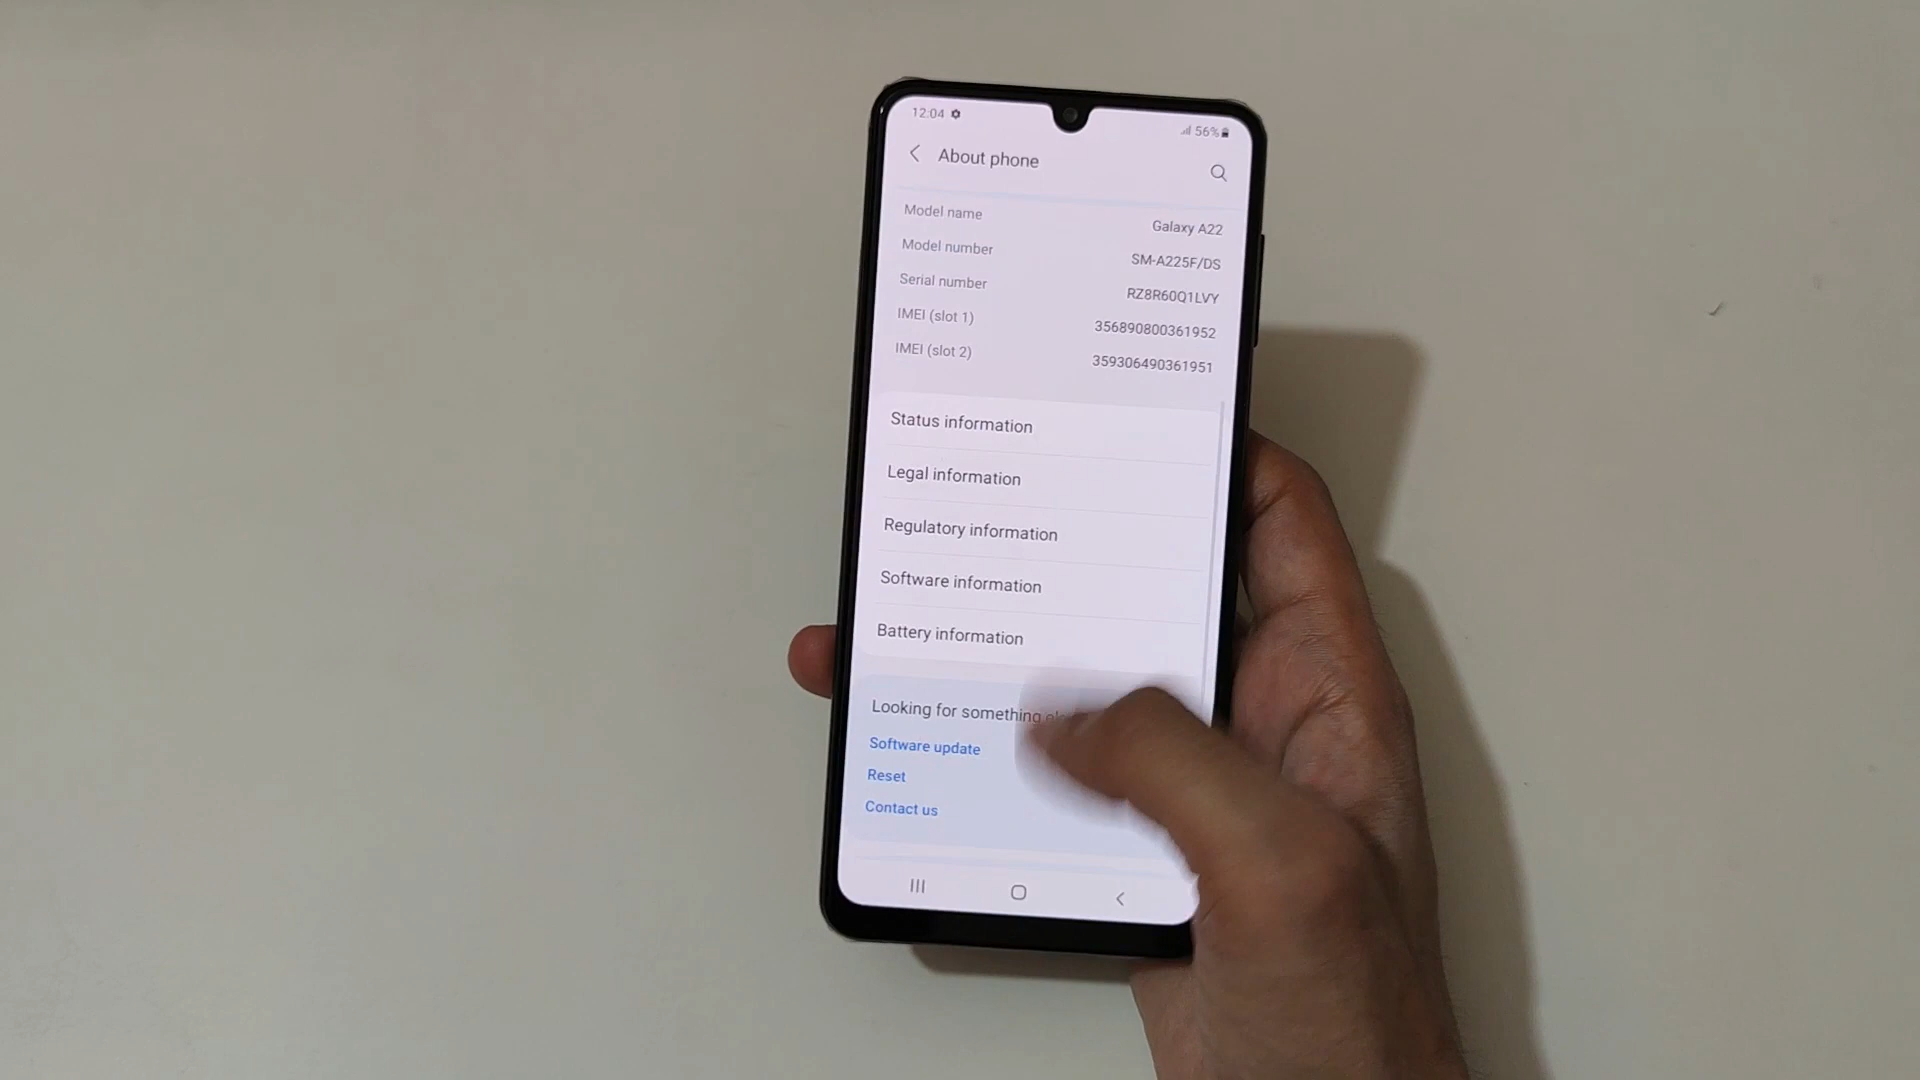 12:04
56%
About phone
Model name Galaxy A22
Model number SM-A225F/DS
Serial number RZ8R60Q1LVY
IMEI (slot 1) 356890800361952
IMEI (slot 2) 359306490361951
Status information
Legal information
Regulatory information
Software information
Battery information
Looking for something
Software update
Reset
Contact us